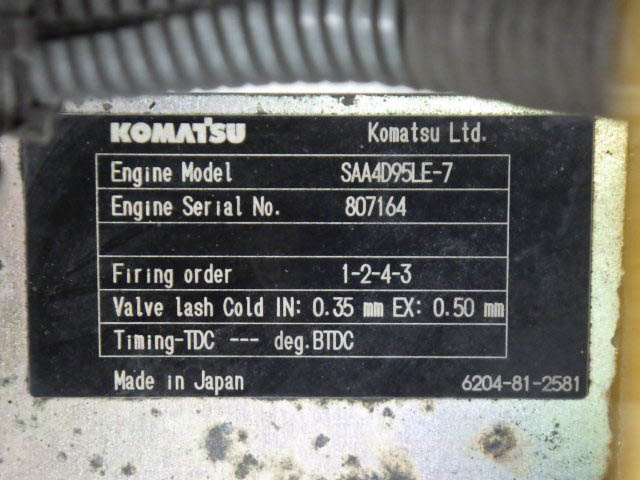 KOMATSU Komatsu Ltd.
Engine Model SAA4D95LE-7
Engine Serial No. 807164
Firing order 1-2-4-3
Valve lash Cold IN: 0.35 mm EX: 0.50 mm
Timing-TDC --- deg.BTDC
Made in Japan 6204-81-2581